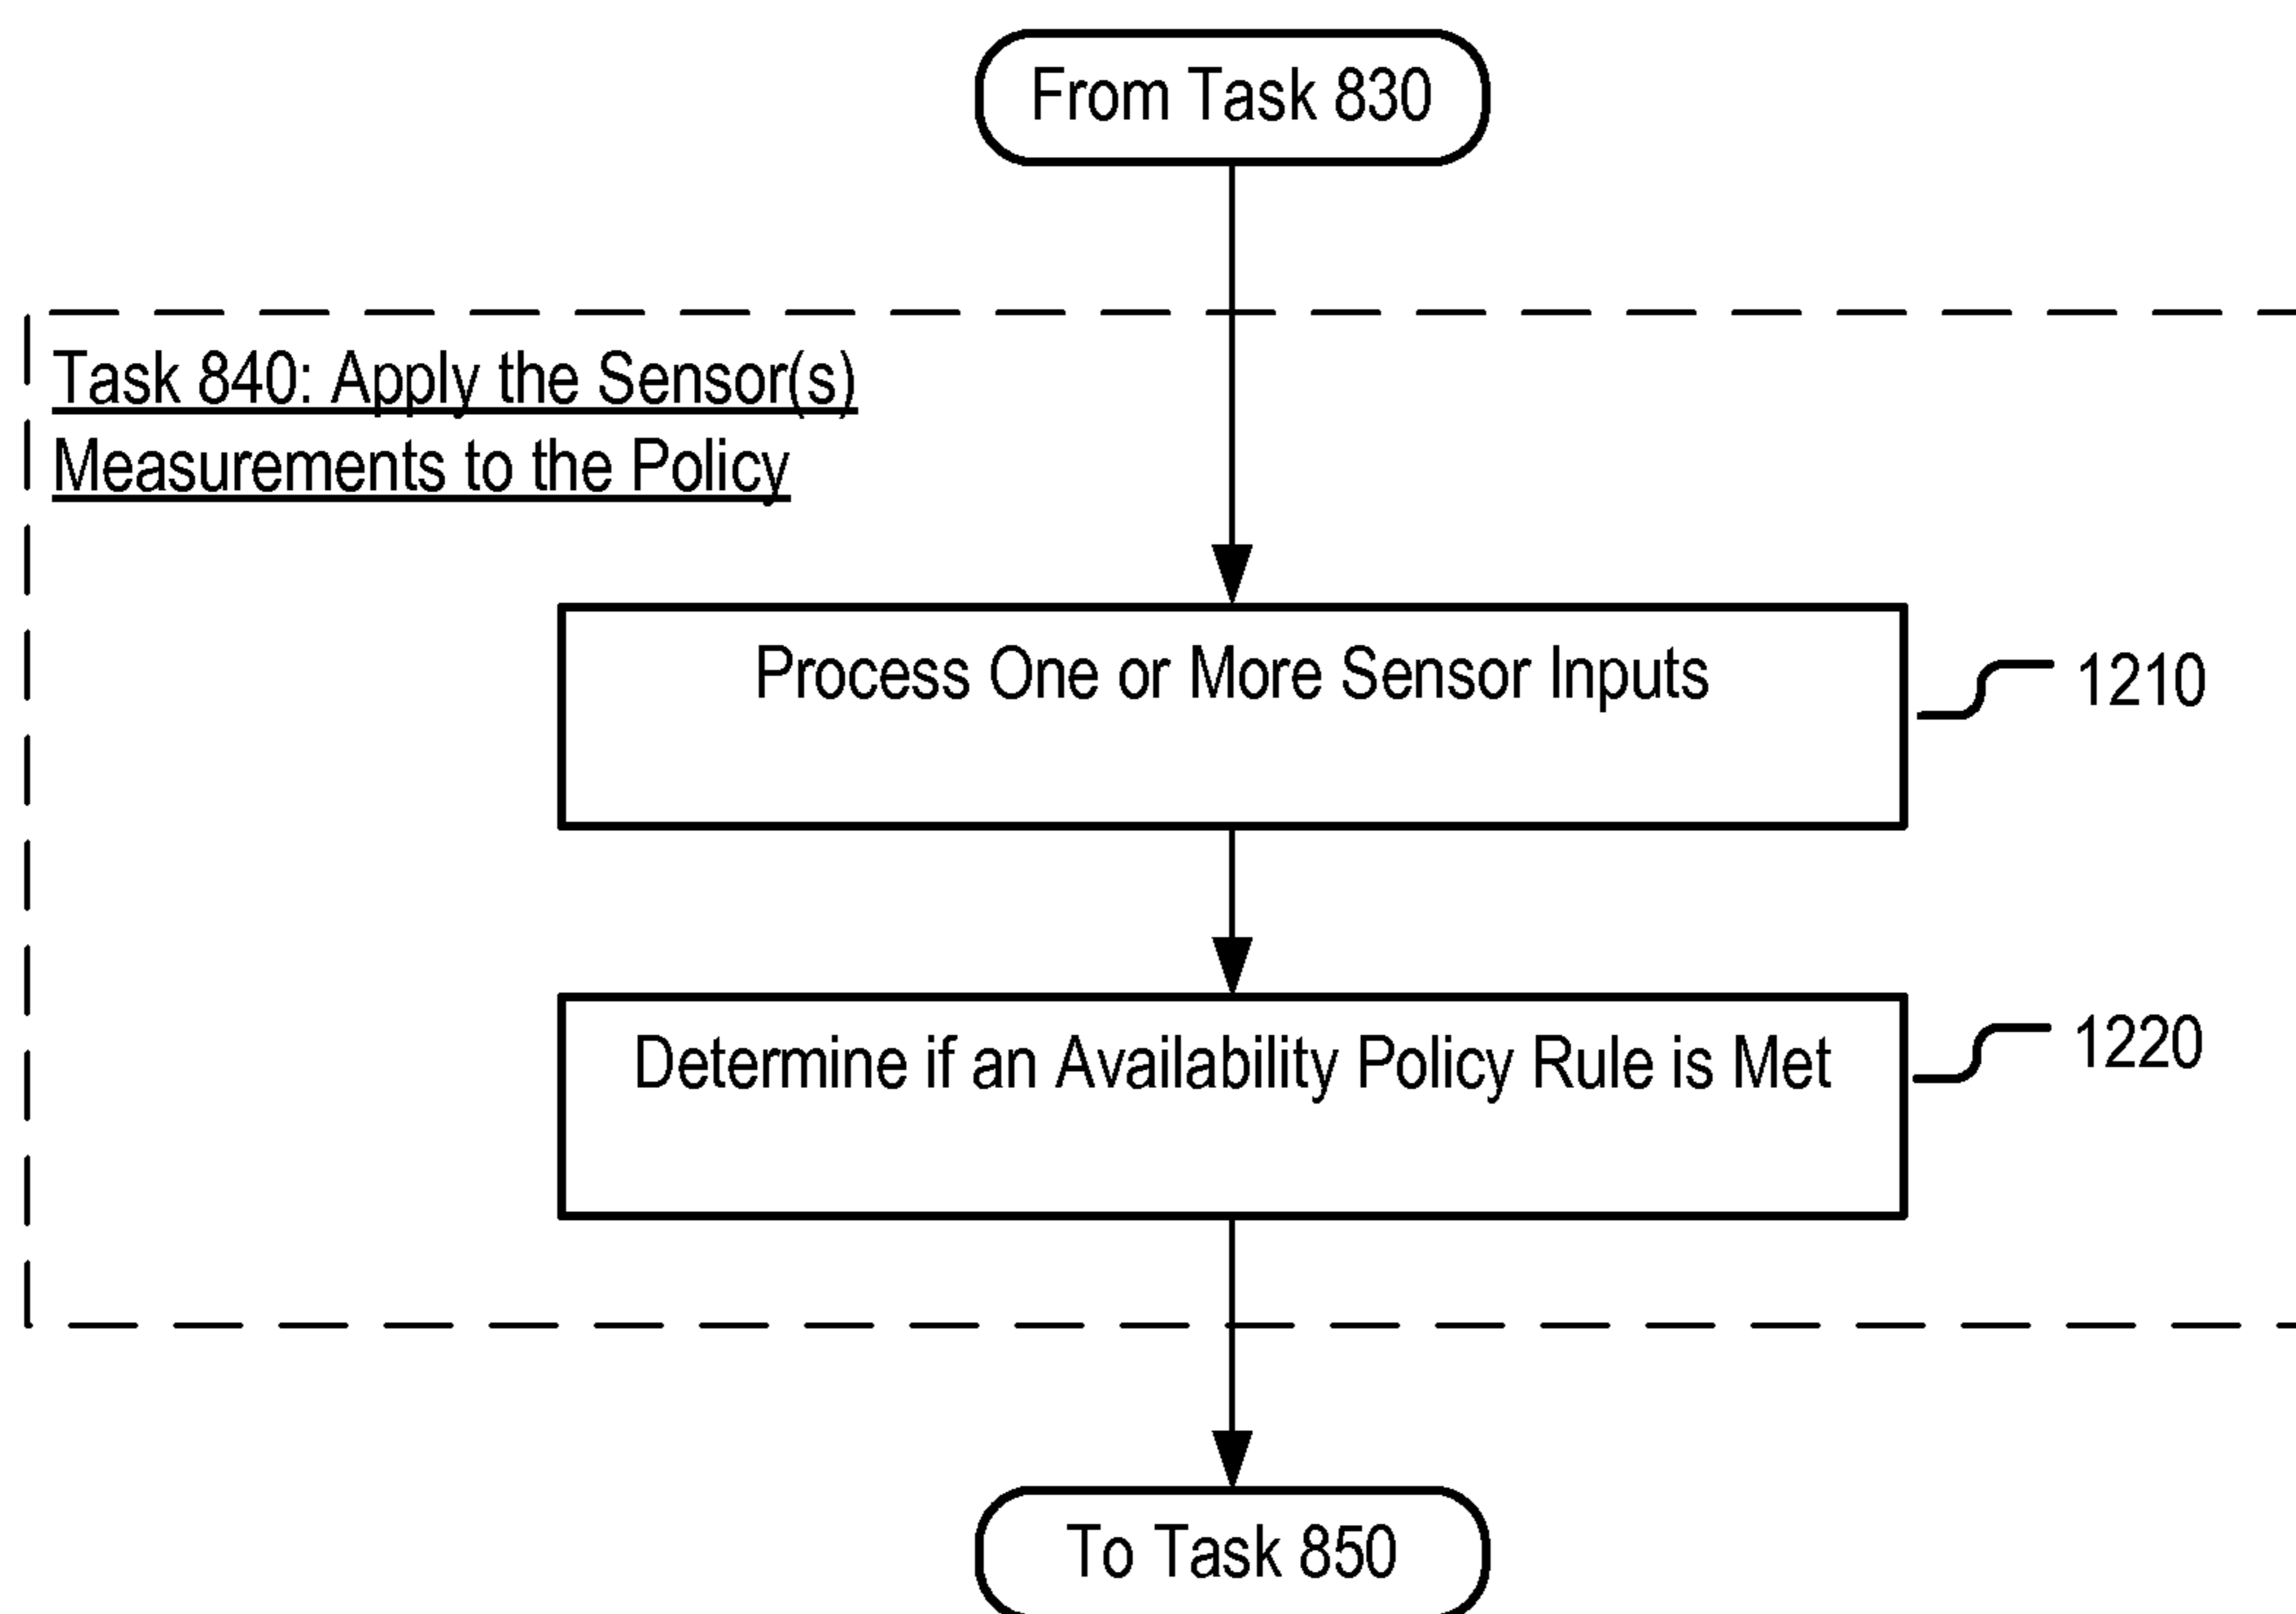 From Task 830
Task 840: Apply the Sensor(s)
Measurements to the Policy
Process One or More Sensor Inputs
1210
Determine if an Availability Policy Rule is Met
1220
To Task 850